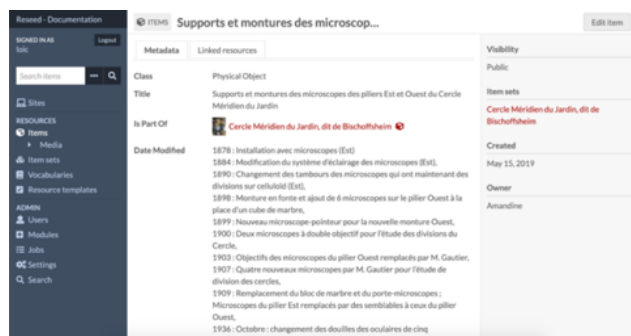 Reseed - Documentation
SIGNED IN AS
loic
Logout
Search items
Sites
RESOURCES
Items
Media
Item sets
Vocabularies
Resource templates
ADMIN
Users
Modules
Jobs
Settings
Search
ITEMS
Supports et montures des microscop...
Edit item
Metadata
Linked resources
Class
Physical Object
Title
Supports et montures des microscopes des piliers Est et Ouest du Cercle
Méridien du Jardin
Is Part Of
Cercle Méridien du Jardin, dit de Bischoffsheim
Date Modified
1878 : Installation avec microscopes (Est)
1884 : Modification du système d'éclairage des microscopes (Est),
1890 : Changement des tambours des microscopes qui ont maintenant des
divisions sur celluloïd (Est),
1898 : Monture en fonte et ajout de 6 microscopes sur le pilier Ouest à la
place d'un cube de marbre,
1899 : Nouveau microscope-pointeur pour la nouvelle monture Ouest,
1900 : Deux microscopes à double objectif pour l'étude des divisions du
Cercle,
1903 : Objectifs des microscopes du pilier Ouest remplacés par M. Gautier,
1907 : Quatre nouveaux microscopes par M. Gautier pour l'étude de
division des cercles,
1909 : Remplacement du bloc de marbre et du porte-microscopes ;
Microscopes du pilier Est remplacés par des semblables à ceux du pilier
Ouest,
1936 : Octobre : changement des douilles des oculaires de cinq
Visibility
Public
Item sets
Cercle Méridien du Jardin, dit de
Bischoffsheim
Created
May 15, 2019
Owner
Amandine